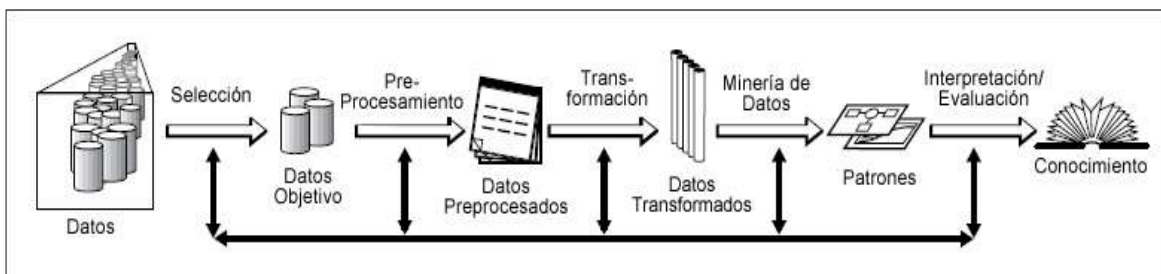 Selección
Pre-
Procesamiento
Trans-
formación
Minería de
Datos
Interpretación/
Evaluación
Datos
Datos
Objetivo
Datos
Preprocesados
Datos
Transformados
Patrones
Conocimiento